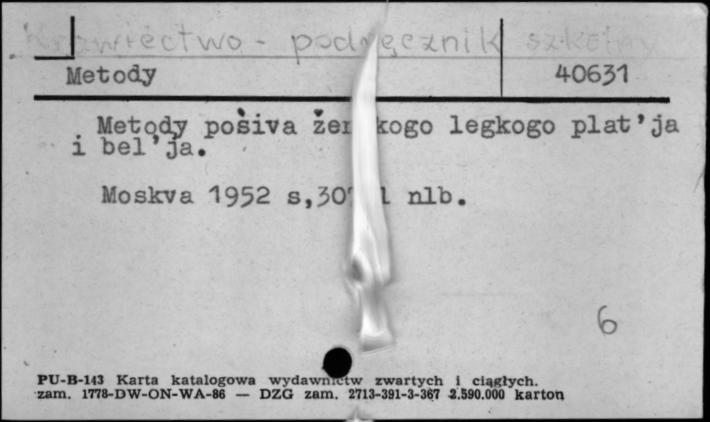 Krawiectwo - podręcznik szkolny
Metody 40631
Metody pośiva žen kogo legkogo plat'ja
i bel'ja.
Moskva 1952 s,30 l nlb.
6
PU-B-143 Karta katalogowa wydawnictw zwartych i ciągłych.
zam. 1778-DW-ON-WA-86 — DZG zam. 2713-391-3-367 2.590.000 karton